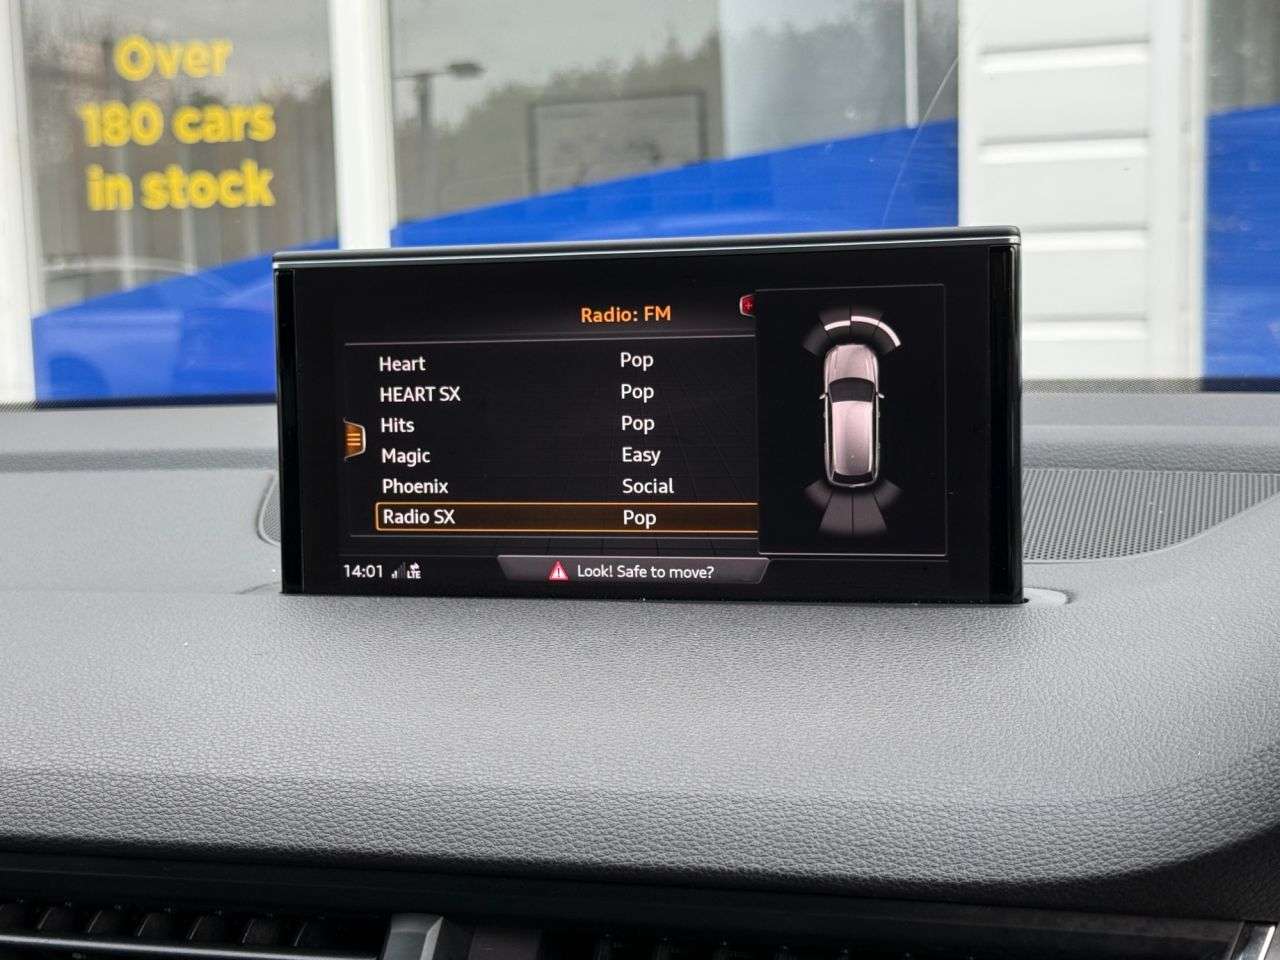 Over
180 cars
in stock
Radio: FM
Heart Pop
HEART SX Pop
Hits Pop
Magic Easy
Phoenix Social
Radio SX Pop
14:01 LTE
Look! Safe to move?